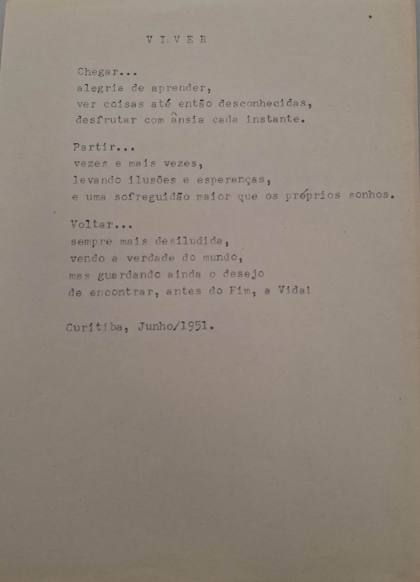 V I V E R
Chegar...
alegria de aprender,
ver coisas até então desconhecidas,
desfrutar com ânsia cada instante.
Partir...
vezes e mais vezes,
levando ilusões e esperanças,
e uma sofreguidão maior que os próprios sonhos.
Voltar...
sempre mais desiludida,
vendo a verdade do mundo,
mas guardando ainda o desejo
de encontrar, antes do Fim, a Vida!
Curitiba, Junho/1951.